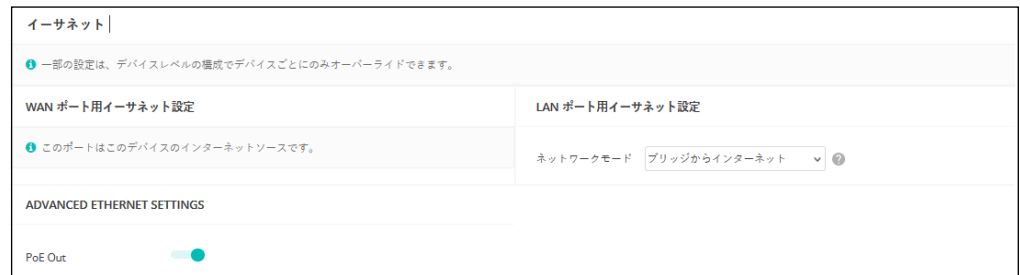 イーサネット
一部の設定は、デバイスレベルの構成でデバイスごとにのみオーバーライドできます。
WAN ポート用イーサネット設定
このポートはこのデバイスのインターネットソースです。
LAN ポート用イーサネット設定
ネットワークモード ブリッジからインターネット
ADVANCED ETHERNET SETTINGS
PoE Out